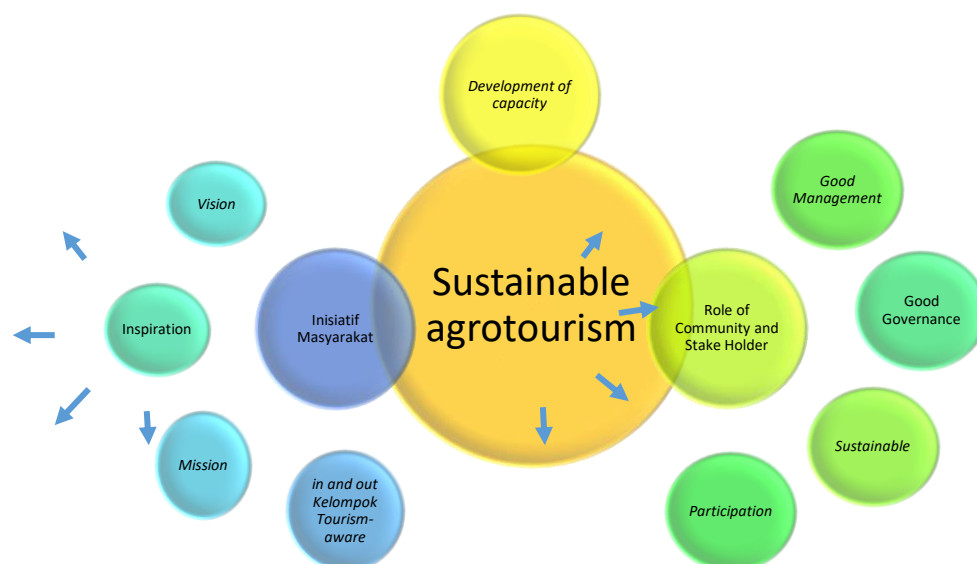 Development of
capacity
Vision
Good
Management
Inspiration
Inisiatif
Masyarakat
Sustainable
agrotourism
Role of
Community and
Stake Holder
Good
Governance
Mission
in and out
Kelompok
Tourism-
aware
Participation
Sustainable